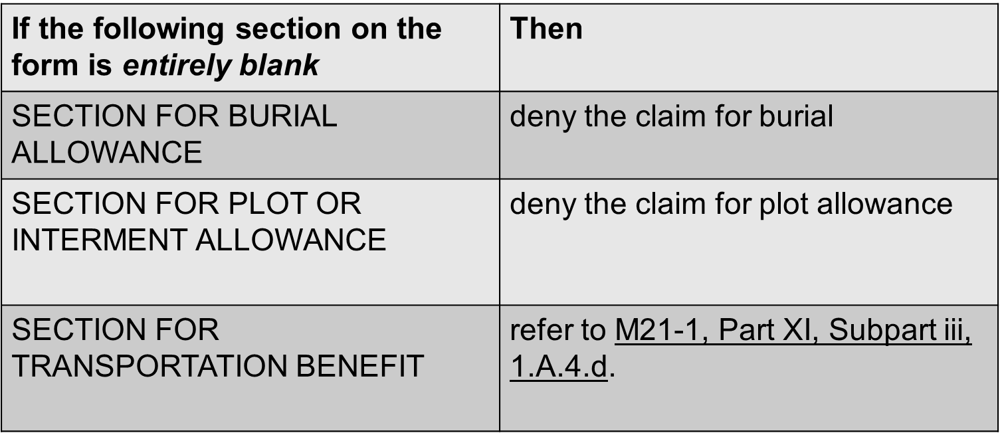 If the following section on the
form is entirely blank
Then
SECTION FOR BURIAL
ALLOWANCE
deny the claim for burial
SECTION FOR PLOT OR
INTERMENT ALLOWANCE
deny the claim for plot allowance
SECTION FOR
TRANSPORTATION BENEFIT
refer to M21-1, Part XI, Subpart iii,
1.A.4.d.